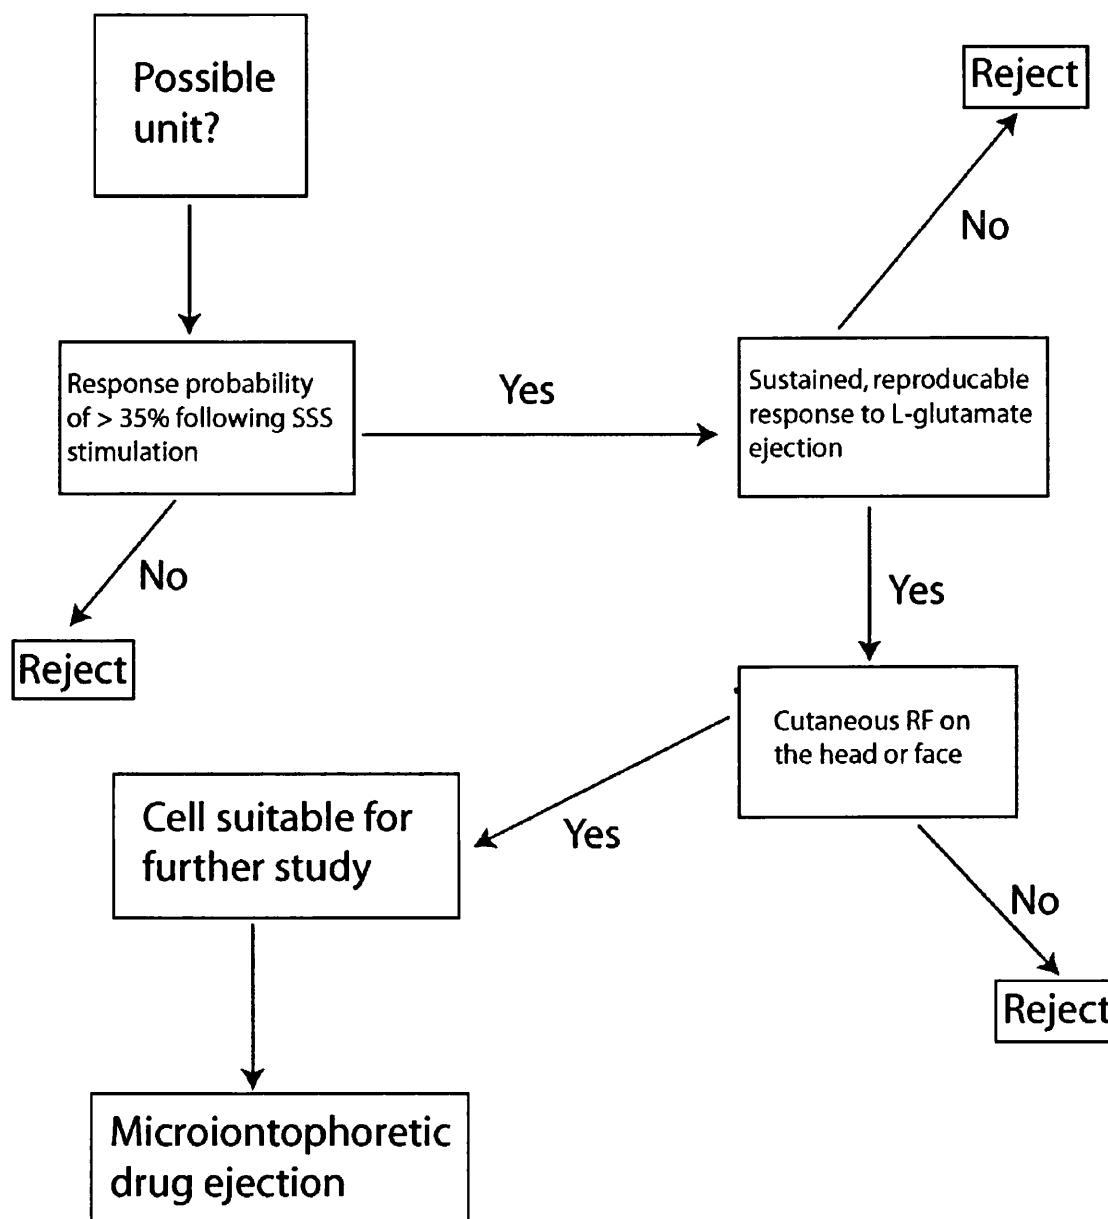 Possible
unit?
Reject
No
Response probability
of > 35% following SSS
stimulation
Yes
Sustained, reproducable
response to L-glutamate
ejection
No
Reject
Yes
Cutaneous RF on
the head or face
Yes
Cell suitable for
further study
No
Reject
Microiontophoretic
drug ejection